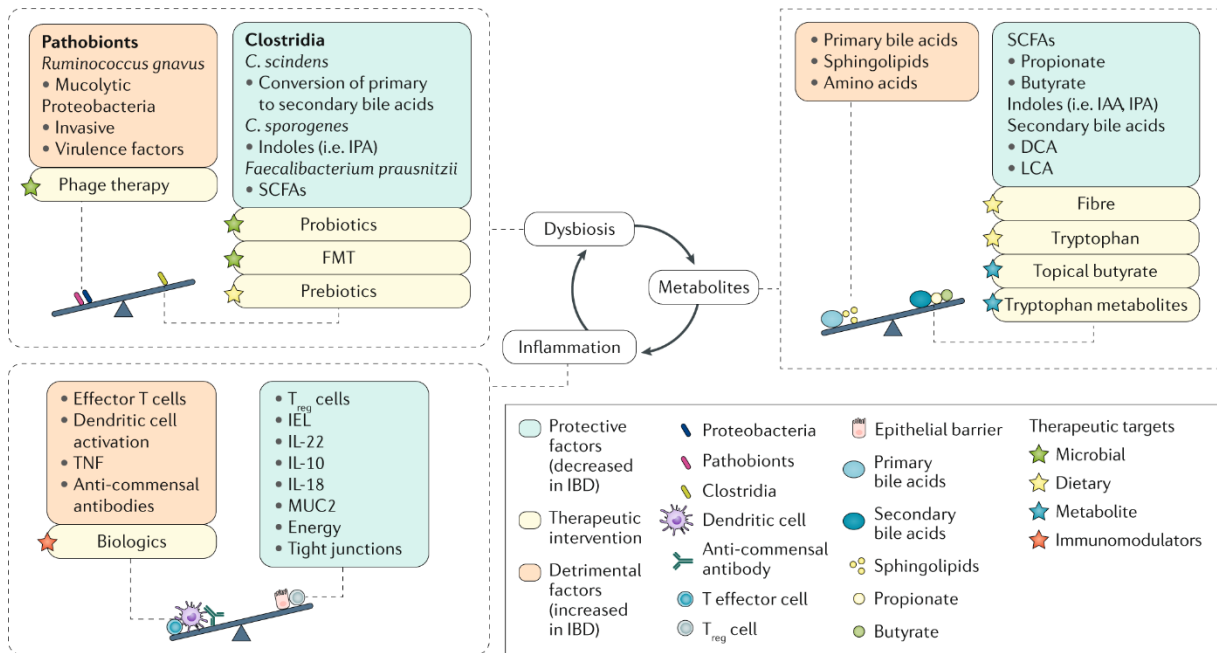 Pathobionts
Ruminococcus gnavus
• Mucolytic
Proteobacteria
• Invasive
• Virulence factors
Phage therapy
Clostridia
C. scindens
• Conversion of primary
to secondary bile acids
C. sporogenes
• Indoles (i.e. IPA)
Faecalibacterium prausnitzii
• SCFAs
Probiotics
FMT
Prebiotics
Dysbiosis
Metabolites
Inflammation
• Primary bile acids
• Sphingolipids
• Amino acids
SCFAs
• Propionate
• Butyrate
Indoles (i.e. IAA, IPA)
Secondary bile acids
• DCA
• LCA
Fibre
Tryptophan
Topical butyrate
Tryptophan metabolites
• Effector T cells
• Dendritic cell
activation
• TNF
• Anti-commensal
antibodies
Biologics
• Treg cells
• IEL
• IL-22
• IL-10
• IL-18
• MUC2
• Energy
• Tight junctions
Protective
factors
(decreased
in IBD)
Therapeutic
intervention
Detrimental
factors
(increased
in IBD)
Proteobacteria
Pathobionts
Clostridia
Dendritic cell
Anti-commensal
antibody
T effector cell
Treg cell
Epithelial barrier
Primary
bile acids
Secondary
bile acids
Sphingolipids
Propionate
Butyrate
Therapeutic targets
Microbial
Dietary
Metabolite
Immunomodulators